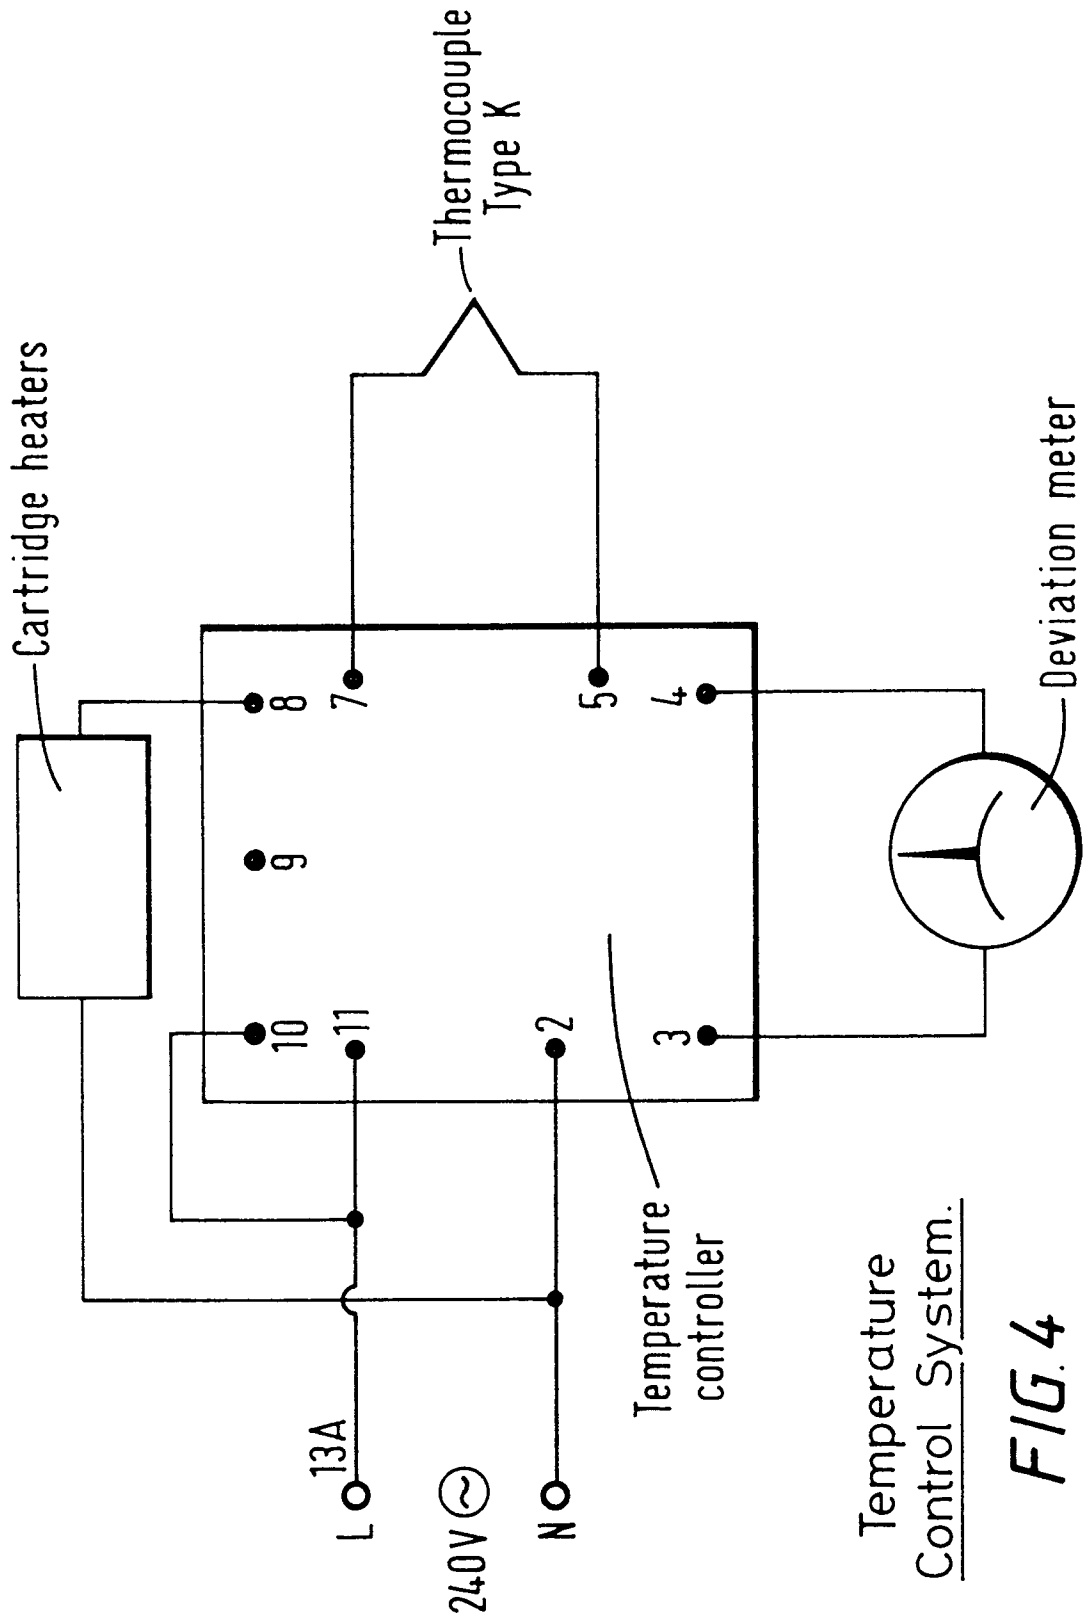 Cartridge heaters
Thermocouple
Type K
10
9
8
11
7
2
5
3
4
L
13A
240V
N
Temperature
controller
Deviation meter
Temperature
Control System.
FIG. 4